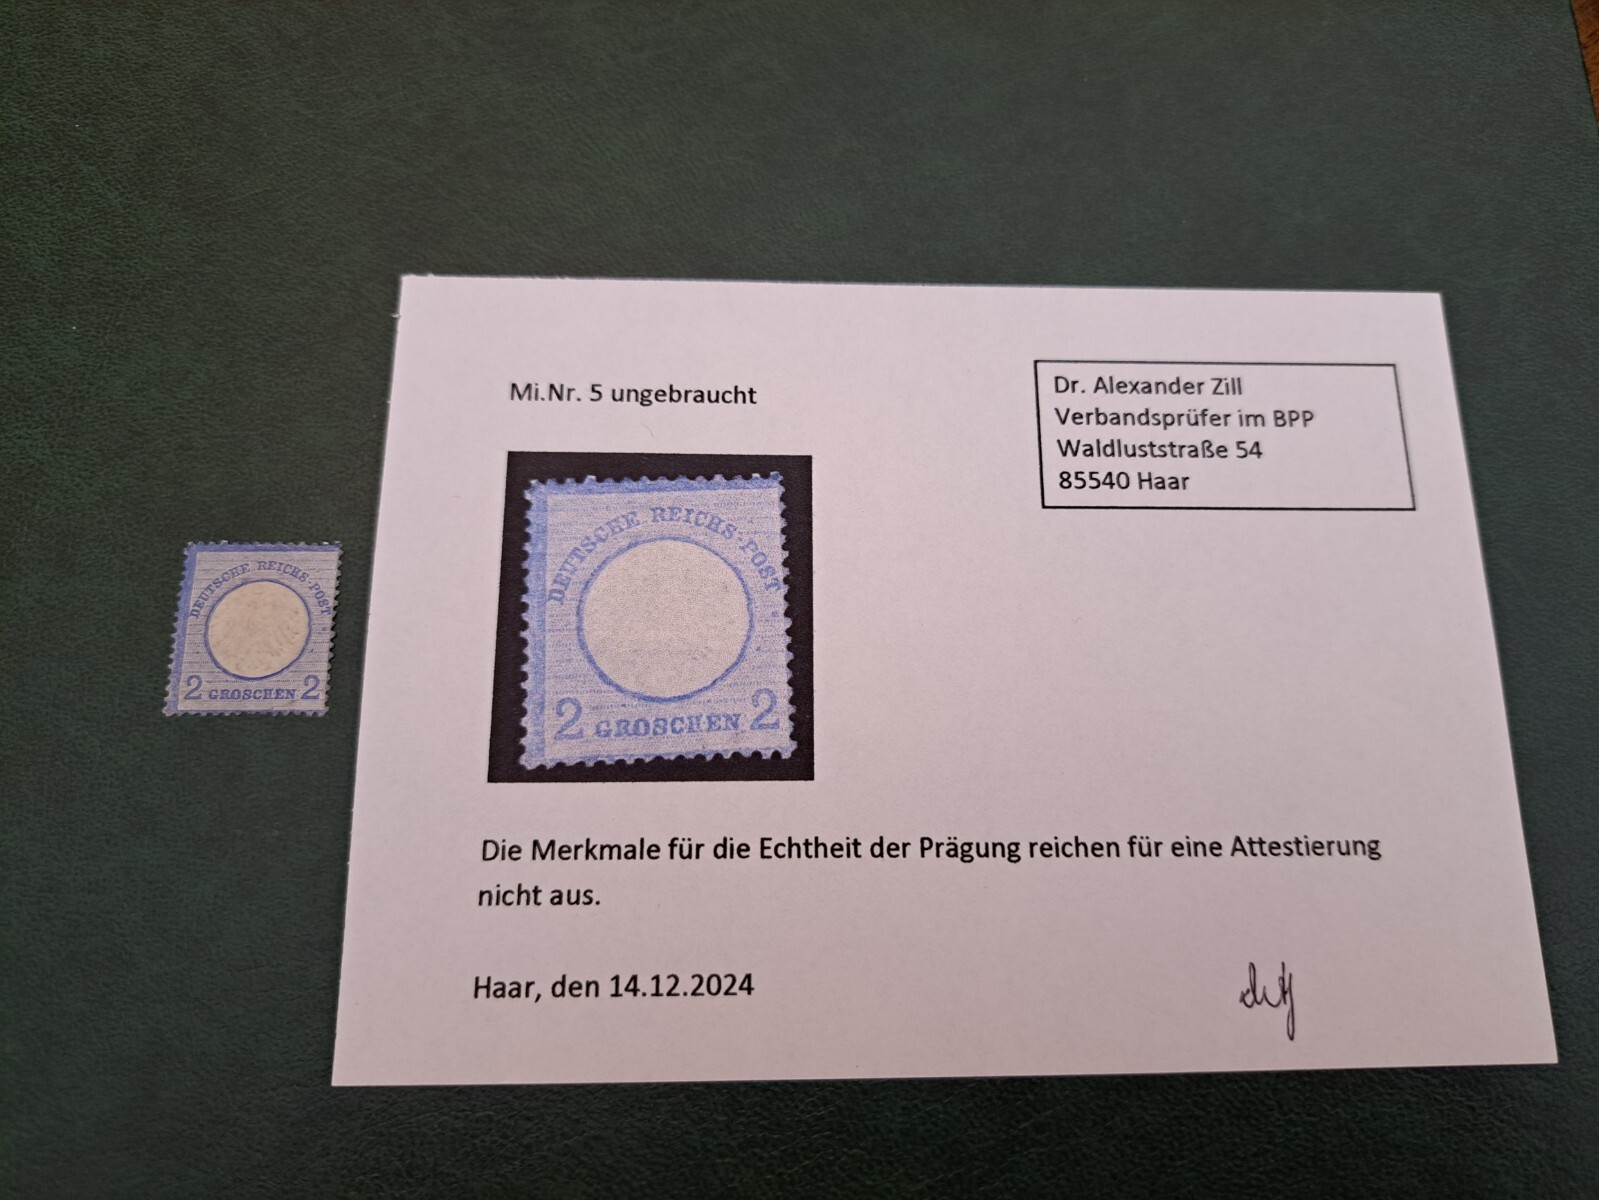 DEUTSCHE REICHS-POST
2 GROSCHEN 2
Mi.Nr. 5 ungebraucht
Dr. Alexander Zill
Verbandsprüfer im BPP
Waldluststraße 54
85540 Haar
DEUTSCHE REICHS-POST
2 GROSCHEN 2
Die Merkmale für die Echtheit der Prägung reichen für eine Attestierung
nicht aus.
Haar, den 14.12.2024